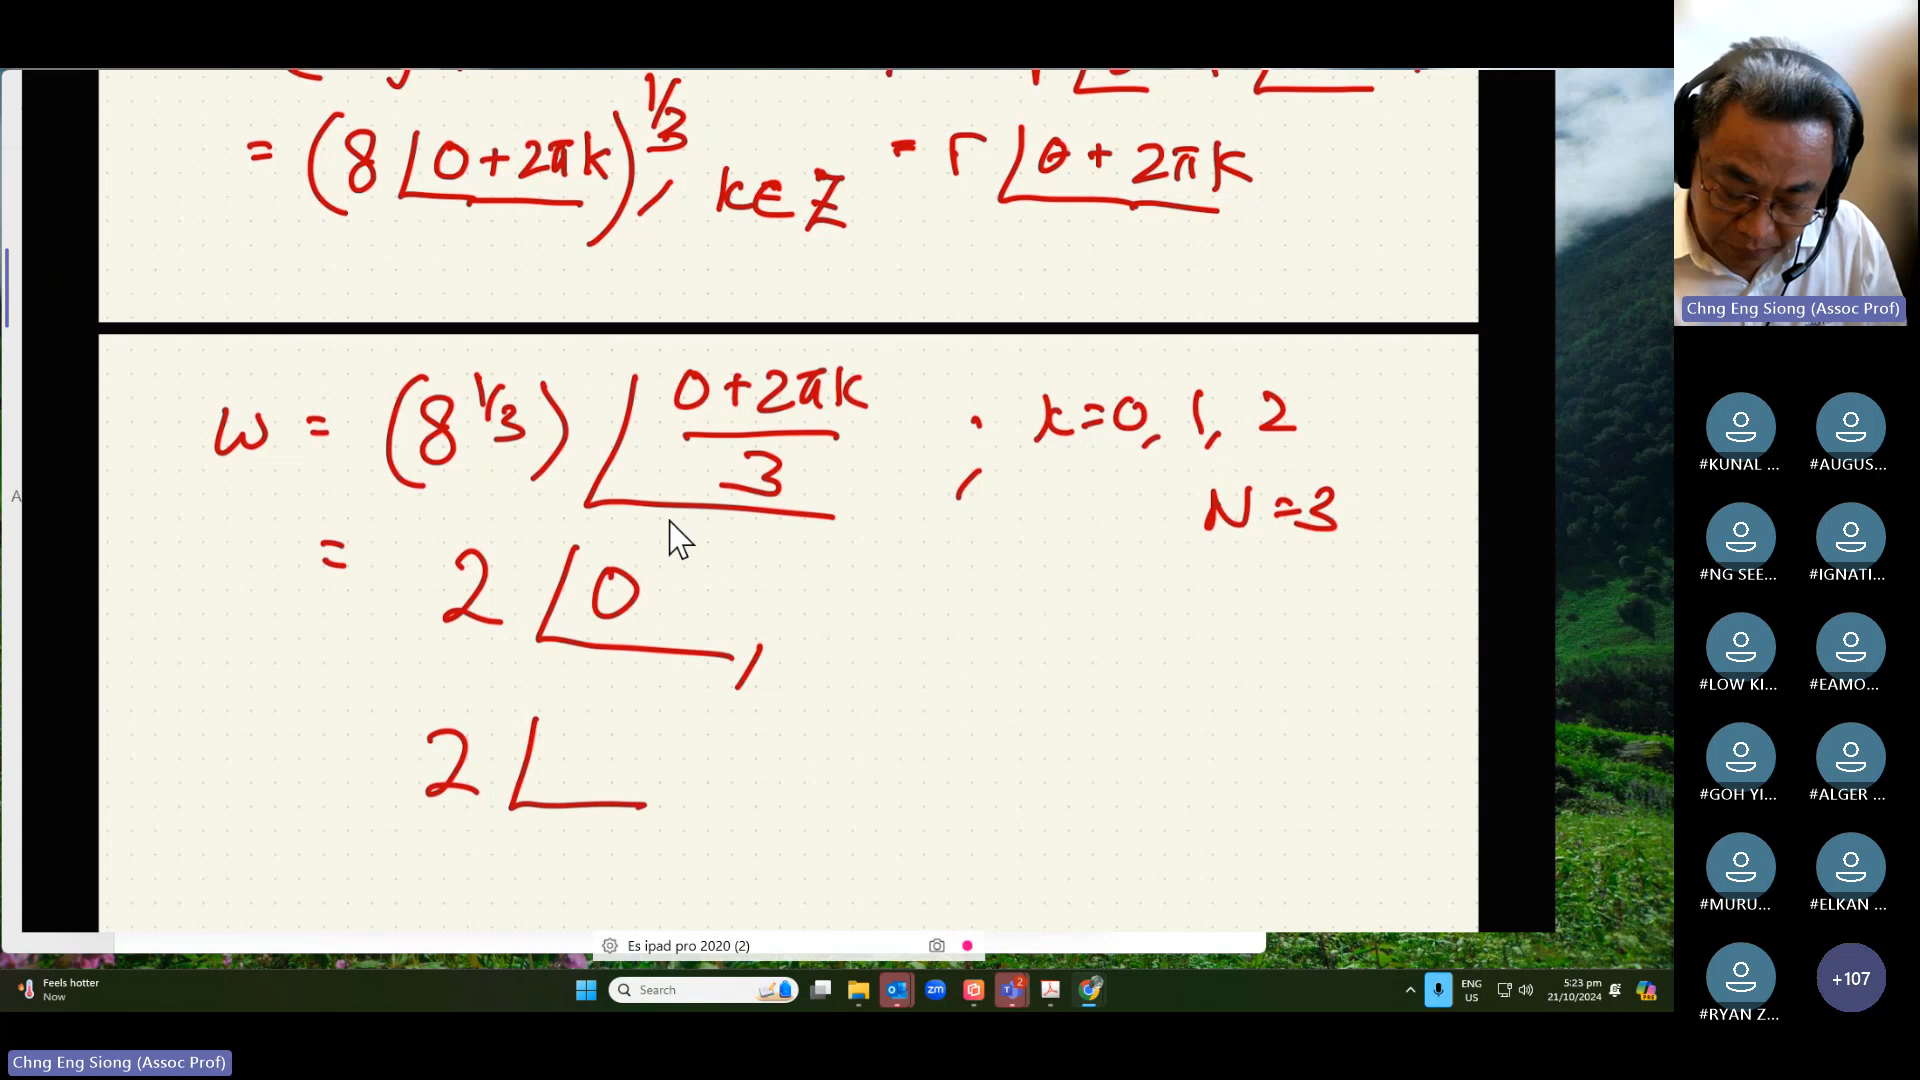 = (8∠0+2πk)^1/3, k∈Z
= r∠θ+2πk
w = (8^1/3)∠(0+2πk)/3 ; k=0, 1, 2
N=3
= 2∠0,
2∠
Chng Eng Siong (Assoc Prof)
#KUNAL ...
#AUGUS...
#NG SEE...
#IGNATI...
#LOW KI...
#EAMO...
#GOH YI...
#ALGER ...
#MURU...
#ELKAN ...
#RYAN Z...
+107
A
Es ipad pro 2020 (2)
Feels hotter
Now
Search
zm
2
PRE
ENG
US
5:23 pm
21/10/2024
Chng Eng Siong (Assoc Prof)